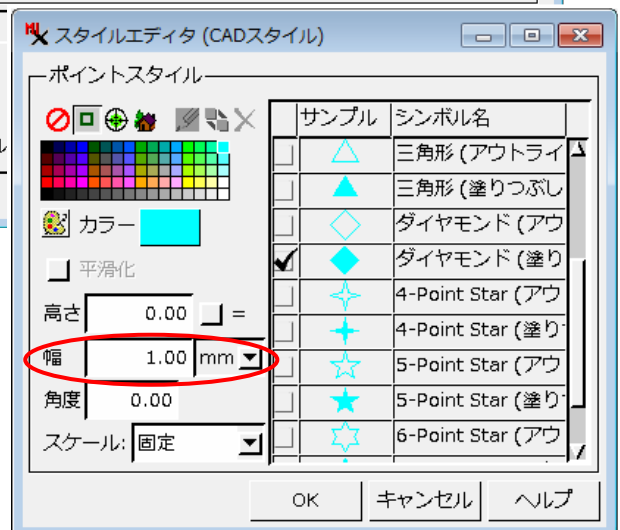 スタイルエディタ (CADスタイル)
ポイントスタイル
サンプル シンボル名
三角形 (アウトライ
三角形 (塗りつぶし
ダイヤモンド (アウ
ダイヤモンド (塗り
4-Point Star (アウ
4-Point Star (塗り
5-Point Star (アウ
5-Point Star (塗り
6-Point Star (アウ
カラー
平滑化
高さ 0.00 =
幅 1.00 mm
角度 0.00
スケール: 固定
OK キャンセル ヘルプ